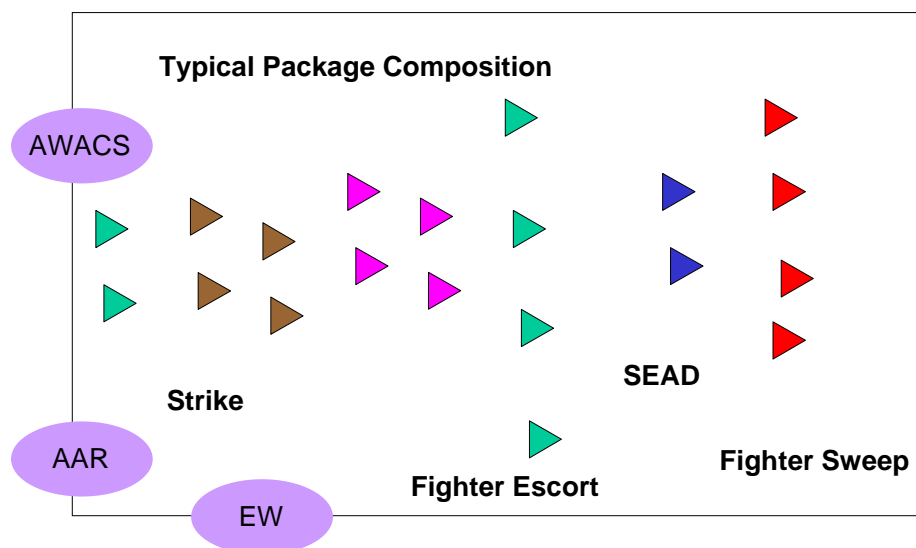 Typical Package Composition
AWACS
SEAD
Strike
AAR
Fighter Sweep
Fighter Escort
EW